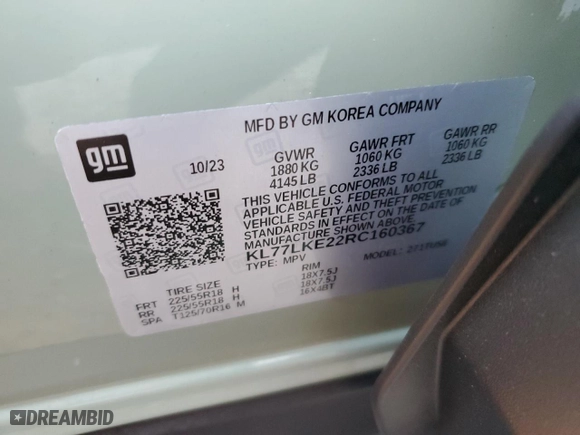 MFD BY GM KOREA COMPANY
gm
10/23
GVWR
1880 KG
4145 LB
GAWR FRT
1060 KG
2336 LB
GAWR RR
1060 KG
2336 LB
THIS VEHICLE CONFORMS TO ALL
APPLICABLE U.S. FEDERAL MOTOR
VEHICLE SAFETY AND THEFT PREVENTION
STANDARDS IN EFFECT ON THE DATE OF
MANUFACTURE SHOWN ABOVE.
KL77LKE22RC160367
TYPE: MPV
TIRE SIZE
RIM
FRT 225/55R18 H 18X7.5J
RR 225/55R18 H 18X7.5J
SPA T125/70R16 M 16X4BT
DREAMBID